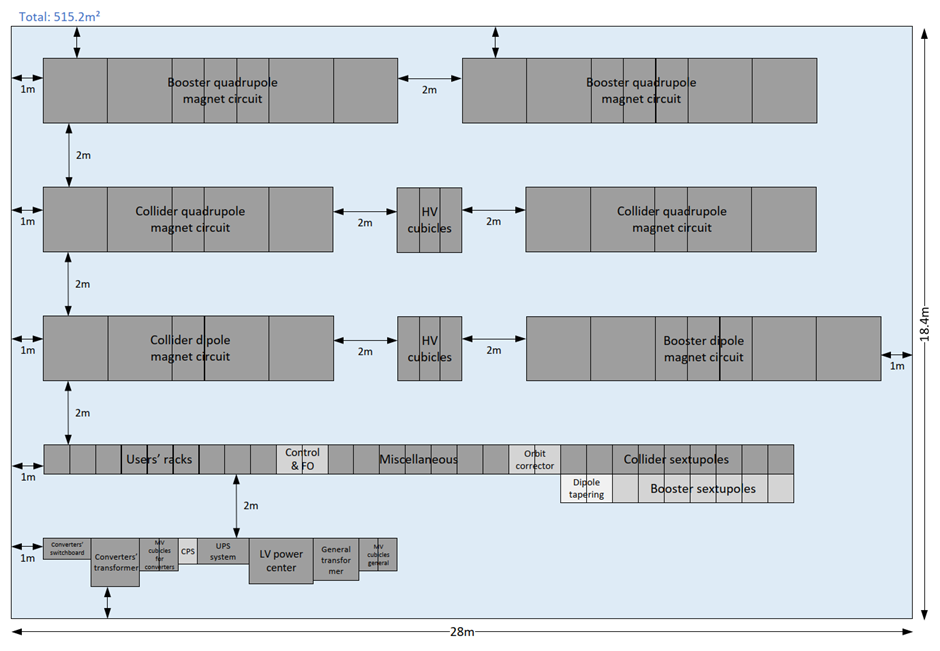 Total: 515.2m²
1m
Booster quadrupole
magnet circuit
2m
Booster quadrupole
magnet circuit
2m
1m
Collider quadrupole
magnet circuit
2m
HV
cubicles
2m
Collider quadrupole
magnet circuit
2m
1m
Collider dipole
magnet circuit
2m
HV
cubicles
2m
Booster dipole
magnet circuit
1m
18.4m
2m
1m
Users’ racks
Control
& FO
Miscellaneous
Orbit
corrector
Collider sextupoles
Dipole
tapering
Booster sextupoles
2m
1m
Converters’
switchboard
Converters’
transformer
MV
cubicles
for
converters
CPS
UPS
system
LV power
center
General
transfor
mer
MV
cubicles
general
28m